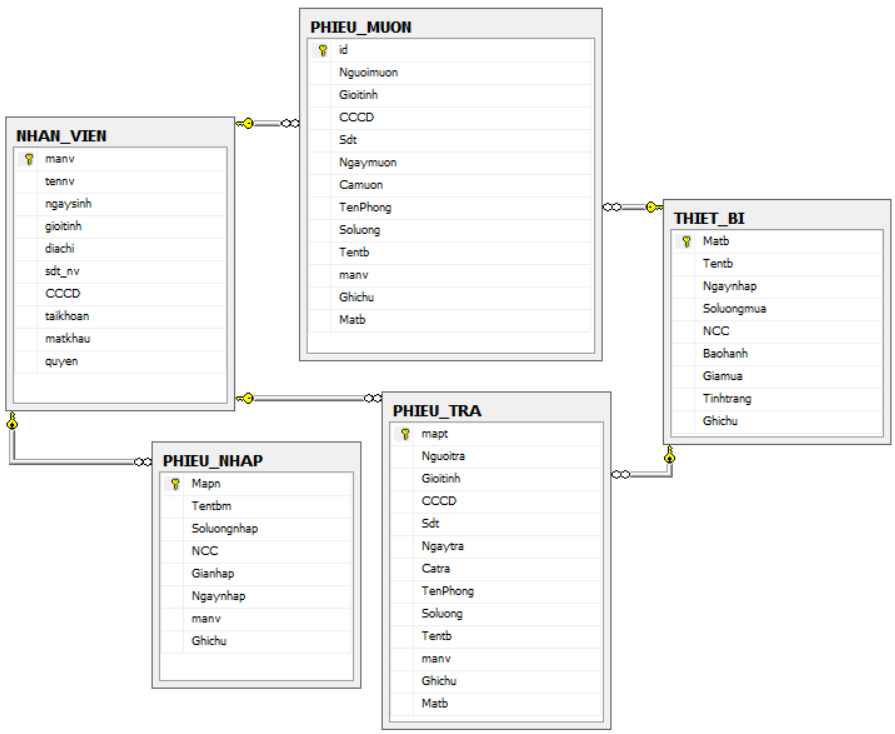 PHIEU_MUON
id
Nguoimuon
Gioitinh
CCCD
Sdt
Ngaymuon
Camuon
TenPhong
Soluong
Tentb
manv
Ghichu
Matb
NHAN_VIEN
manv
tennv
ngaysinh
gioitinh
diachi
sdt_nv
CCCD
taikhoan
matkhau
quyen
THIET_BI
Matb
Tentb
Ngaynhap
Soluongmua
NCC
Baohanh
Giamua
Tinhtrang
Ghichu
PHIEU_TRA
mapt
Nguoitra
Gioitinh
CCCD
Sdt
Ngaytra
Catra
TenPhong
Soluong
Tentb
manv
Ghichu
Matb
PHIEU_NHAP
Mapn
Tentbm
Soluongnhap
NCC
Gianhap
Ngaynhap
manv
Ghichu